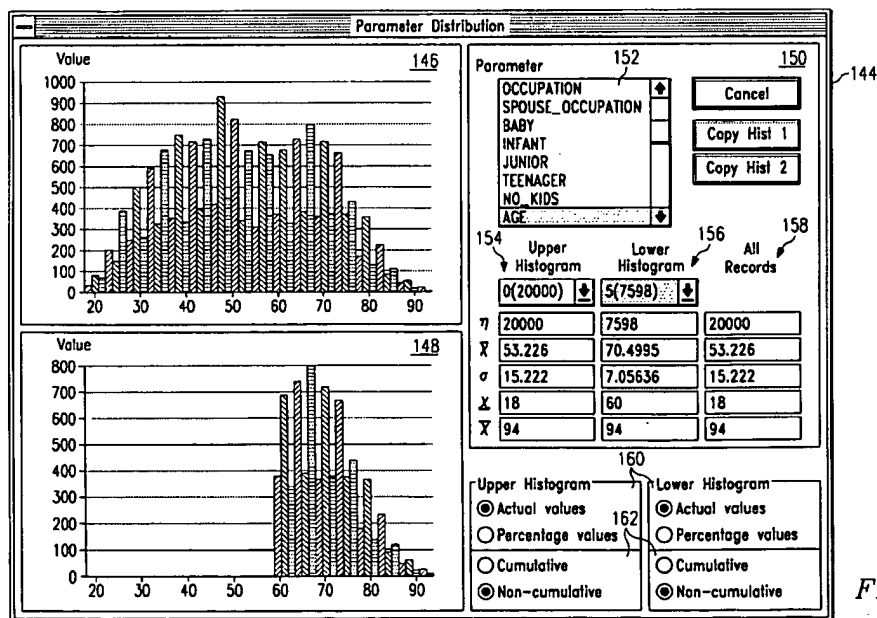 Parameter Distribution
Value
146
1000
900
800
700
600
500
400
300
200
100
0
20 30 40 50 60 70 80 90
Value
148
800
700
600
500
400
300
200
100
0
20 30 40 50 60 70 80 90
150
144
Parameter
152
OCCUPATION
SPOUSE_OCCUPATION
BABY
INFANT
JUNIOR
TEENAGER
NO_KIDS
AGE
Cancel
Copy Hist 1
Copy Hist 2
154 Upper Histogram
Lower Histogram 156
All Records 158
0(20000) 5(7598)
η 20000 7598 20000
X̅ 53.226 70.4995 53.226
σ 15.222 7.05636 15.222
X̲ 18 60 18
X̅ 94 94 94
160
Upper Histogram Lower Histogram
Actual values Actual values
Percentage values Percentage values
162
Cumulative Cumulative
Non-cumulative Non-cumulative